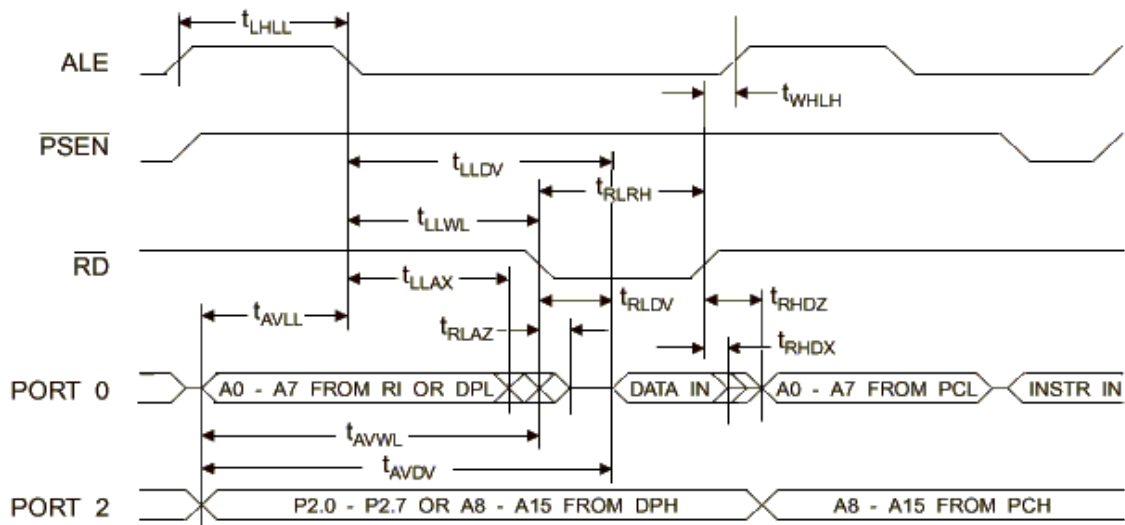 tLHLL
ALE
tWHLH
PSEN
tLLDV
tRLRH
tLLWL
RD
tLLAX
tRLDV
tRHDZ
tAVLL
tRLAZ
tRHDX
PORT 0
A0 - A7 FROM RI OR DPL
DATA IN
A0 - A7 FROM PCL
INSTR IN
tAVWL
tAVDV
PORT 2
P2.0 - P2.7 OR A8 - A15 FROM DPH
A8 - A15 FROM PCH